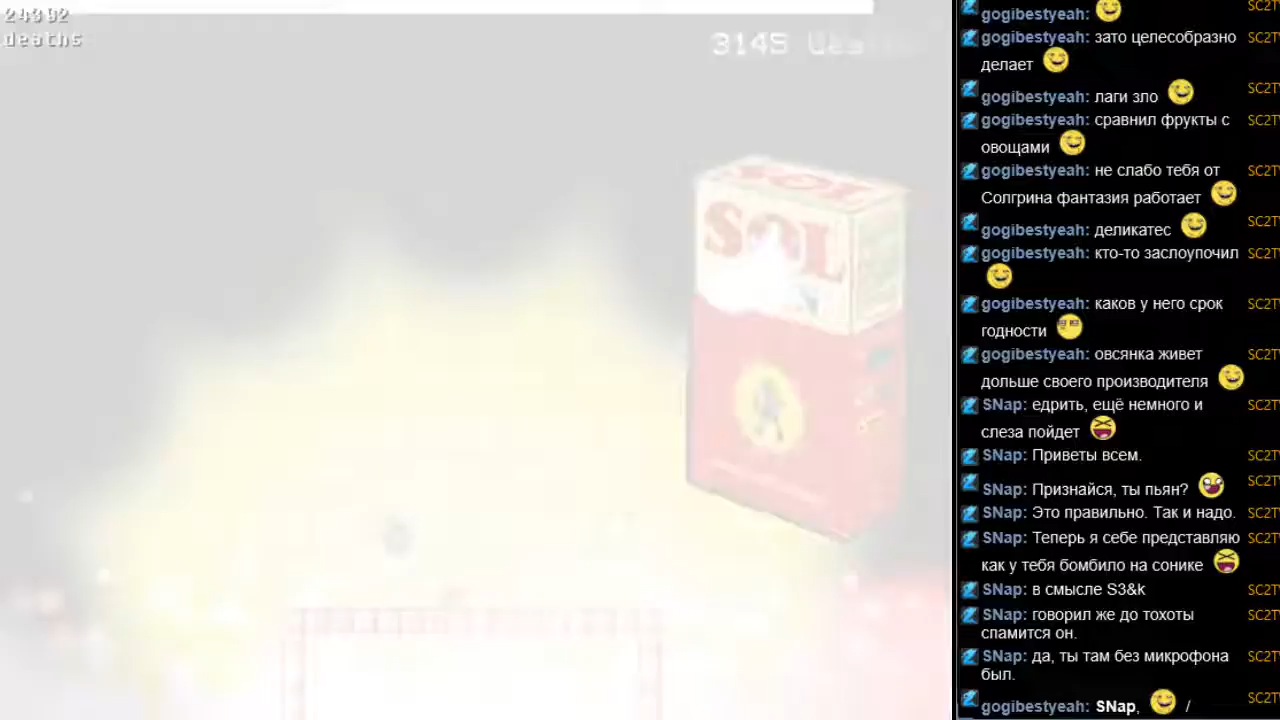 24392
deaths
3145
SOL
SOL
gogibestyeah:
gogibestyeah: зато целесобразно
делает
gogibestyeah: лаги зло
gogibestyeah: сравнил фрукты с
овощами
gogibestyeah: не слабо тебя от
Солгрина фантазия работает
gogibestyeah: деликатес
gogibestyeah: кто-то заслоупочил
gogibestyeah: каков у него срок
годности
gogibestyeah: овсянка живет
дольше своего производителя
SNap: едрить, ещё немного и
слеза пойдет
SNap: Приветы всем.
SNap: Признайся, ты пьян?
SNap: Это правильно. Так и надо.
SNap: Теперь я себе представляю
как у тебя бомбило на сонике
SNap: в смысле S3&k
SNap: говорил же до тохоты
спамится он.
SNap: да, ты там без микрофона
был.
gogibestyeah: SNap, /